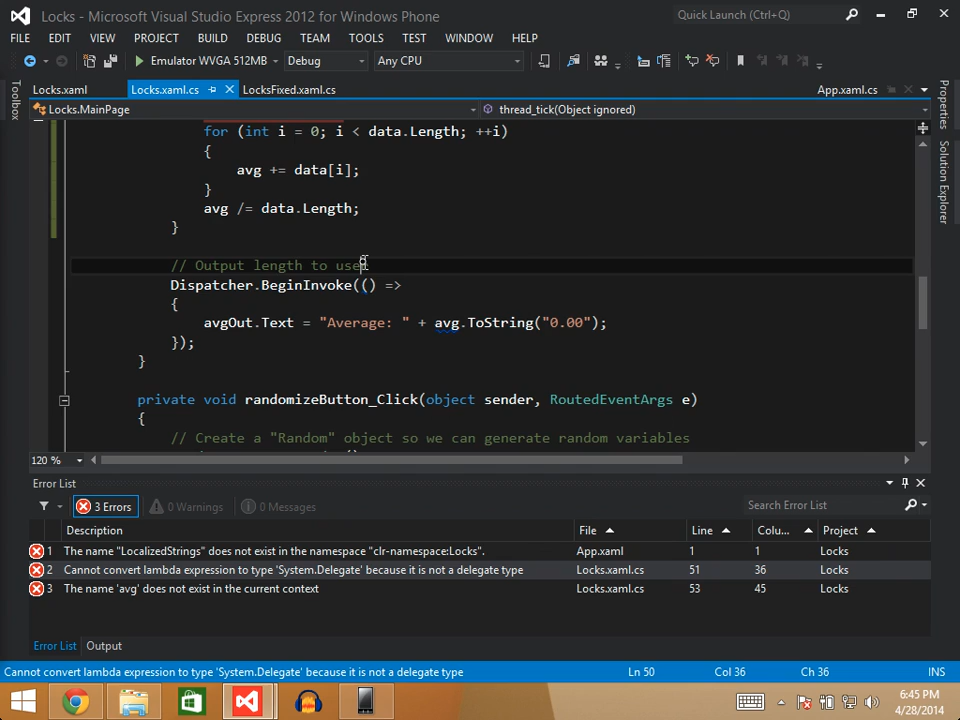 Locks - Microsoft Visual Studio Express 2012 for Windows Phone
Quick Launch (Ctrl+Q)
FILE EDIT VIEW PROJECT BUILD DEBUG TEAM TOOLS TEST WINDOW HELP
Emulator WVGA 512MB Debug Any CPU
Toolbox
Locks.xaml Locks.xaml.cs LocksFixed.xaml.cs App.xaml.cs
Properties
Solution Explorer
Locks.MainPage thread_tick(Object ignored)
for (int i = 0; i < data.Length; ++i)
{
avg += data[i];
}
avg /= data.Length;
}
// Output length to user
Dispatcher.BeginInvoke(() =>
{
avgOut.Text = "Average: " + avg.ToString("0.00");
});
}
private void randomizeButton_Click(object sender, RoutedEventArgs e)
{
// Create a "Random" object so we can generate random variables
120 %
Error List
3 Errors 0 Warnings 0 Messages Search Error List
Description File Line Colu... Project
1 The name "LocalizedStrings" does not exist in the namespace "clr-namespace:Locks". App.xaml 1 1 Locks
2 Cannot convert lambda expression to type 'System.Delegate' because it is not a delegate type Locks.xaml.cs 51 36 Locks
3 The name 'avg' does not exist in the current context Locks.xaml.cs 53 45 Locks
Error List Output
Cannot convert lambda expression to type 'System.Delegate' because it is not a delegate type Ln 50 Col 36 Ch 36 INS
6:45 PM
4/28/2014